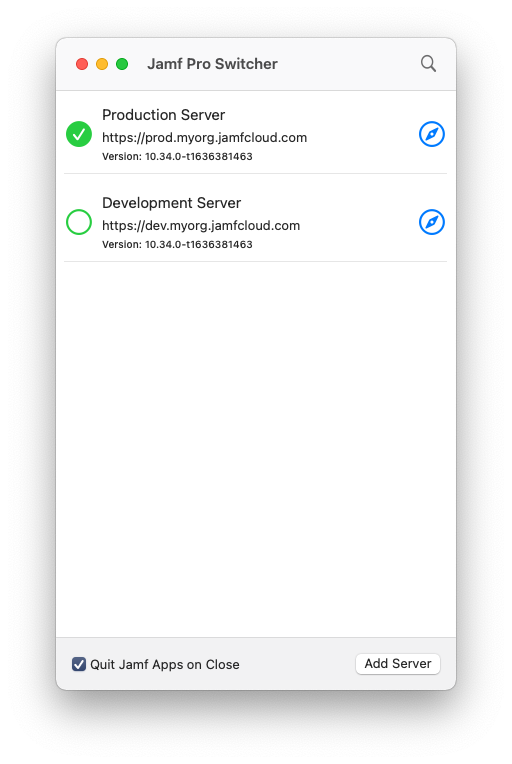 Jamf Pro Switcher
Production Server
https://prod.myorg.jamfcloud.com
Version: 10.34.0-t1636381463
Development Server
https://dev.myorg.jamfcloud.com
Version: 10.34.0-t1636381463
Quit Jamf Apps on Close
Add Server